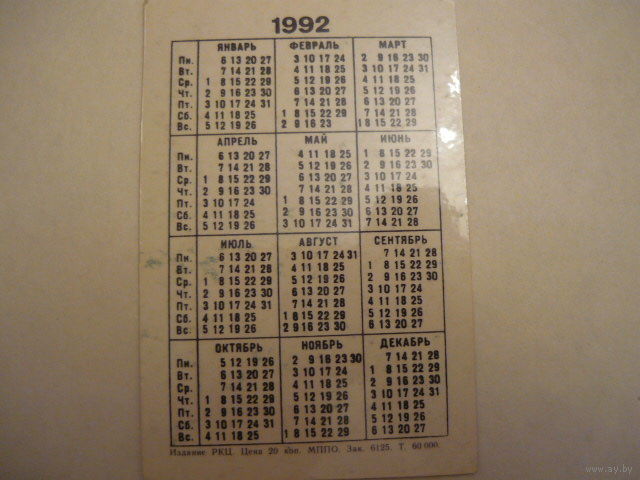 1992
ЯНВАРЬ ФЕВРАЛЬ МАРТ
Пн. 6 13 20 27 3 10 17 24 2 9 16 23 30
Вт. 7 14 21 28 4 11 18 25 3 10 17 24 31
Ср. 1 8 15 22 29 5 12 19 26 4 11 18 25
Чт. 2 9 16 23 30 6 13 20 27 5 12 19 26
Пт. 3 10 17 24 31 7 14 21 28 6 13 20 27
Сб. 4 11 18 25 1 8 15 22 29 7 14 21 28
Вс. 5 12 19 26 2 9 16 23 1 8 15 22 29
АПРЕЛЬ МАЙ ИЮНЬ
Пн. 6 13 20 27 4 11 18 25 1 8 15 22 29
Вт. 7 14 21 28 5 12 19 26 2 9 16 23 30
Ср. 1 8 15 22 29 6 13 20 27 3 10 17 24
Чт. 2 9 16 23 30 7 14 21 28 4 11 18 25
Пт. 3 10 17 24 1 8 15 22 29 5 12 19 26
Сб. 4 11 18 25 2 9 16 23 30 6 13 20 27
Вс. 5 12 19 26 3 10 17 24 31 7 14 21 28
ИЮЛЬ АВГУСТ СЕНТЯБРЬ
Пн. 6 13 20 27 3 10 17 24 31 7 14 21 28
Вт. 7 14 21 28 4 11 18 25 1 8 15 22 29
Ср. 1 8 15 22 29 5 12 19 26 2 9 16 23 30
Чт. 2 9 16 23 30 6 13 20 27 3 10 17 24
Пт. 3 10 17 24 31 7 14 21 28 4 11 18 25
Сб. 4 11 18 25 1 8 15 22 29 5 12 19 26
Вс. 5 12 19 26 2 9 16 23 30 6 13 20 27
ОКТЯБРЬ НОЯБРЬ ДЕКАБРЬ
Пн. 5 12 19 26 2 9 16 23 30 7 14 21 28
Вт. 6 13 20 27 3 10 17 24 1 8 15 22 29
Ср. 7 14 21 28 4 11 18 25 2 9 16 23 30
Чт. 1 8 15 22 29 5 12 19 26 3 10 17 24 31
Пт. 2 9 16 23 30 6 13 20 27 4 11 18 25
Сб. 3 10 17 24 31 7 14 21 28 5 12 19 26
Вс. 4 11 18 25 1 8 15 22 29 6 13 20 27
Издание РКЦ. Цена 20 коп. МППО. Зак. 6125. Т. 60 000.
www.ay.by